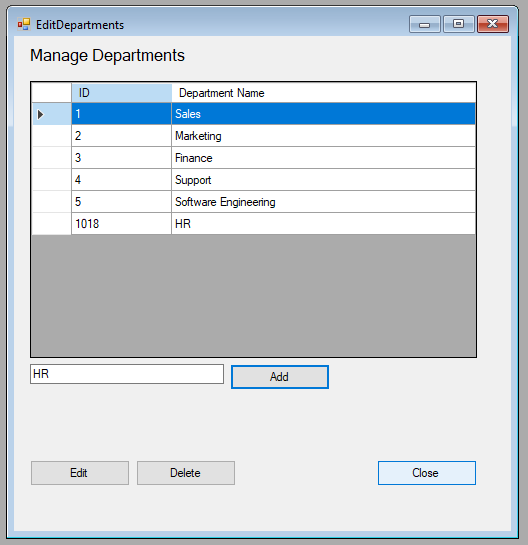 EditDepartments
Manage Departments
ID Department Name
1 Sales
2 Marketing
3 Finance
4 Support
5 Software Engineering
1018 HR
HR Add
Edit Delete Close